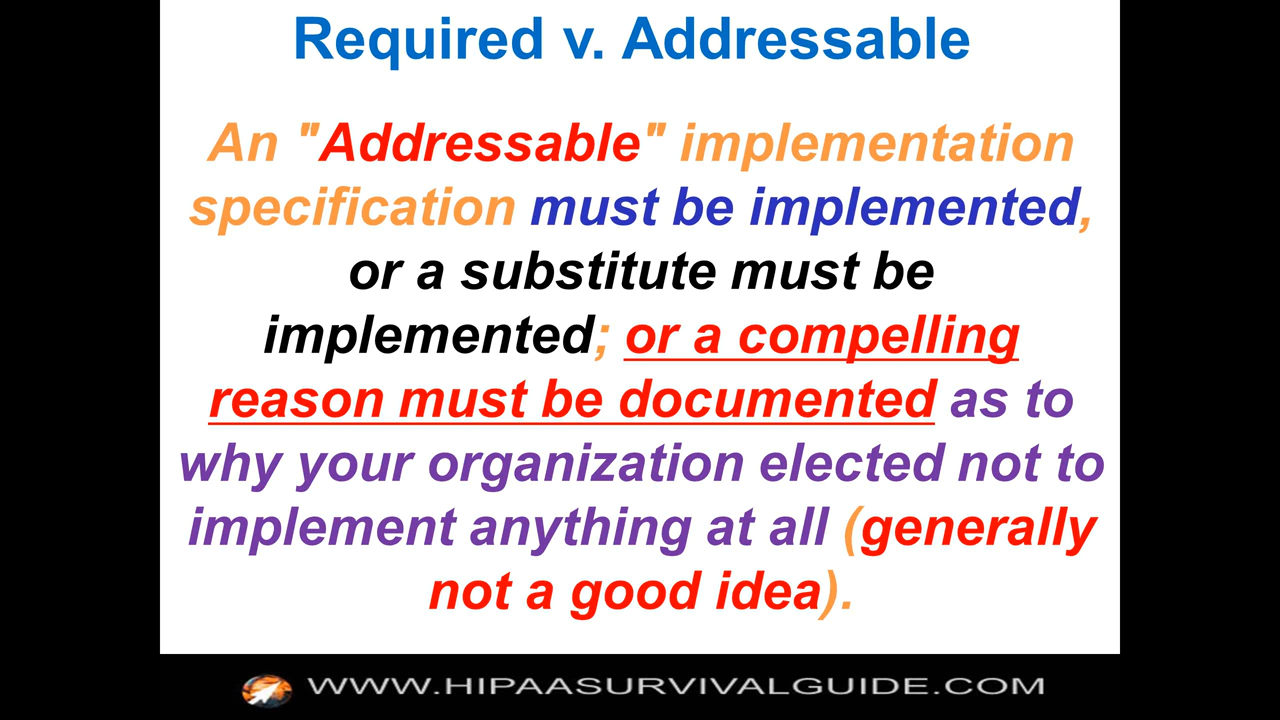 Required v. Addressable
An "Addressable" implementation
specification must be implemented,
or a substitute must be
implemented; or a compelling
reason must be documented as to
why your organization elected not to
implement anything at all (generally
not a good idea).
WWW.HIPAASURVIVALGUIDE.COM